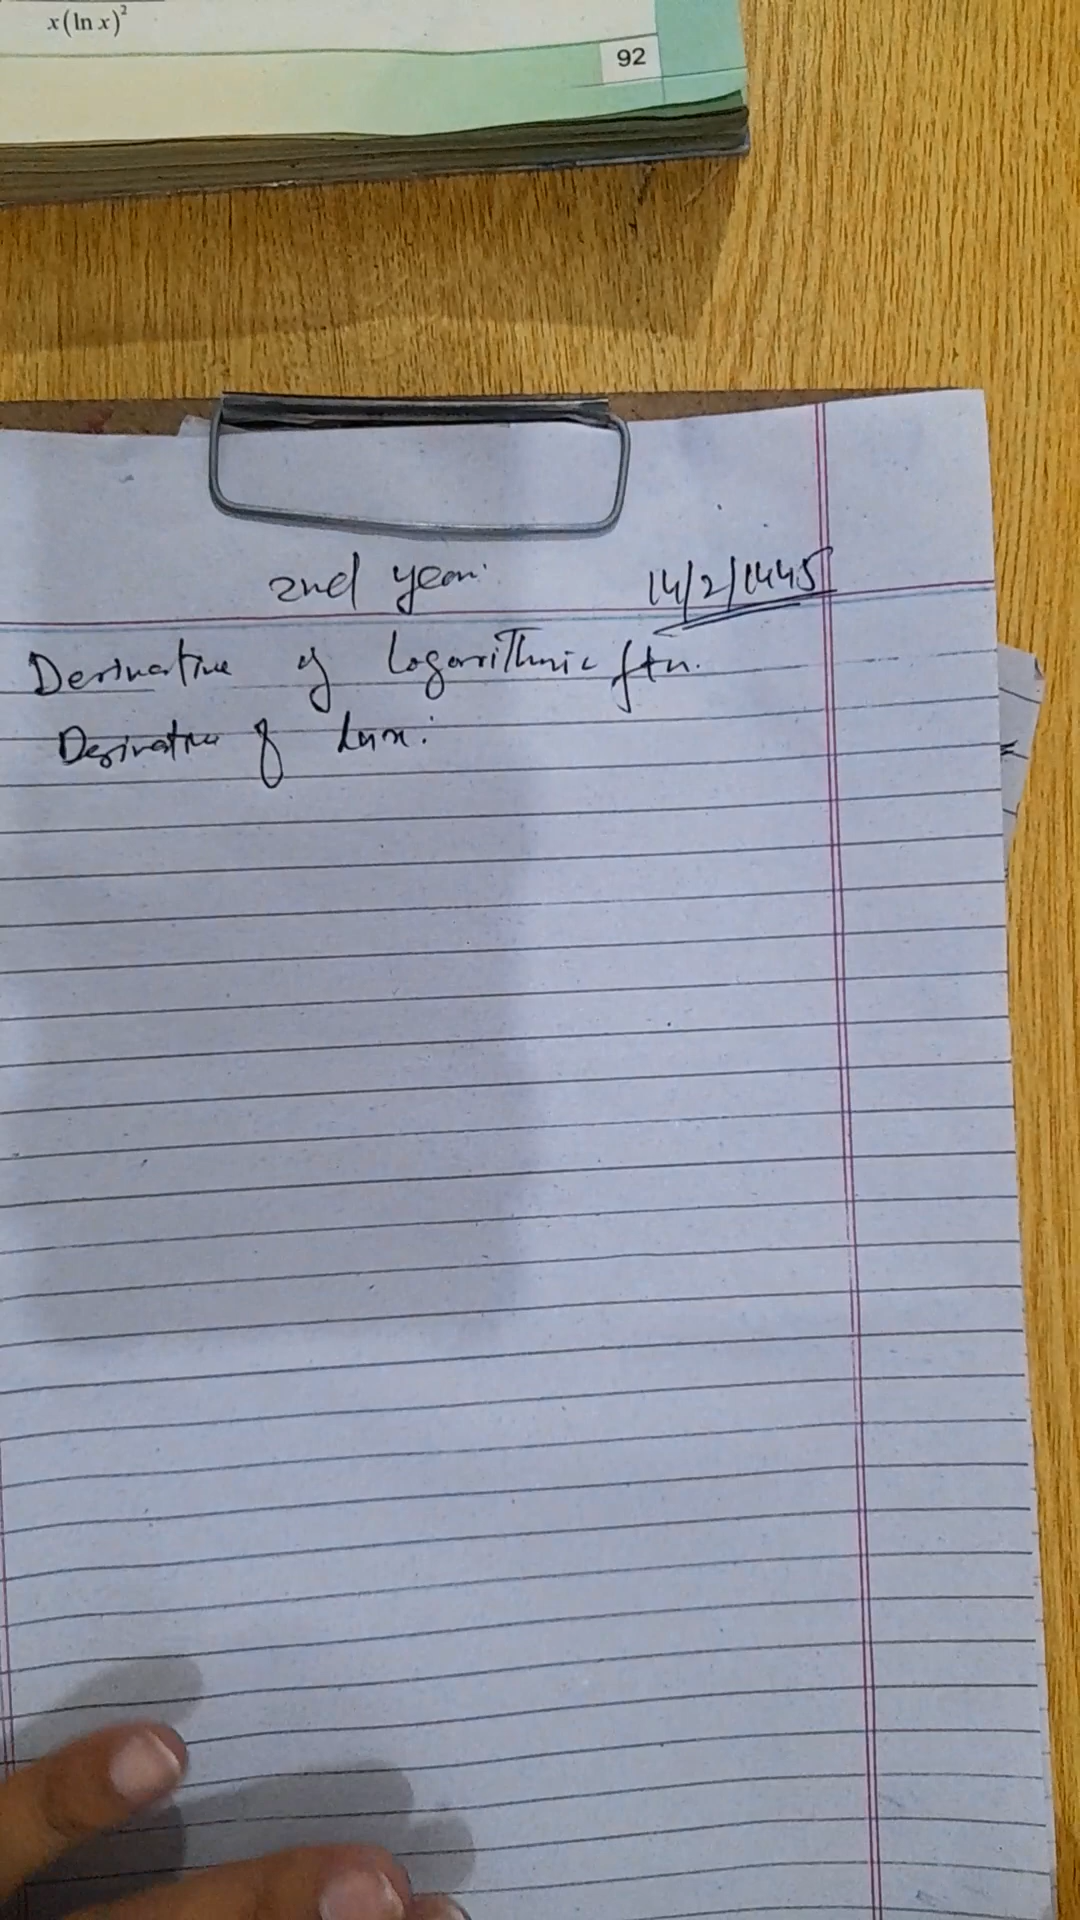 x(ln x)²
92
2nd year.
14/2/1445
Derivative of Logarithmic ftn.
Derivative of lnx: